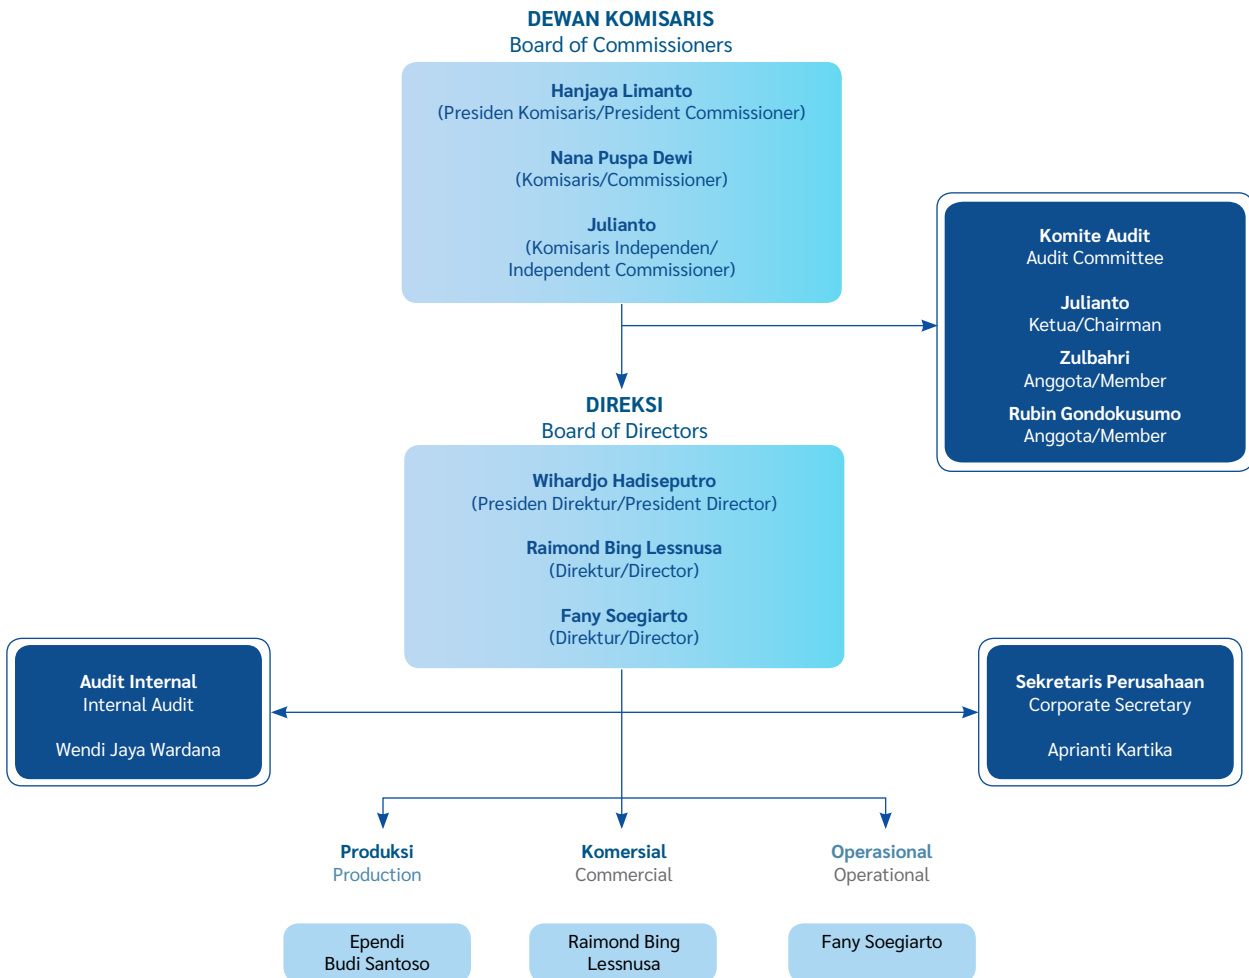 DEWAN KOMISARIS
Board of Commissioners
Hanjaya Limanto
(Presiden Komisaris/President Commissioner)
Nana Puspa Dewi
(Komisaris/Commissioner)
Julianto
(Komisaris Independen/
Independent Commissioner)
Komite Audit
Audit Committee
Julianto
Ketua/Chairman
Zulbahri
Anggota/Member
Rubin Gondokusumo
Anggota/Member
DIREKSI
Board of Directors
Wihardjo Hadiseputro
(Presiden Direktur/President Director)
Raimond Bing Lessnusa
(Direktur/Director)
Fany Soegiarto
(Direktur/Director)
Audit Internal
Internal Audit
Wendi Jaya Wardana
Sekretaris Perusahaan
Corporate Secretary
Aprianti Kartika
Produksi
Production
Ependi
Budi Santoso
Komersial
Commercial
Raimond Bing
Lessnusa
Operasional
Operational
Fany Soegiarto